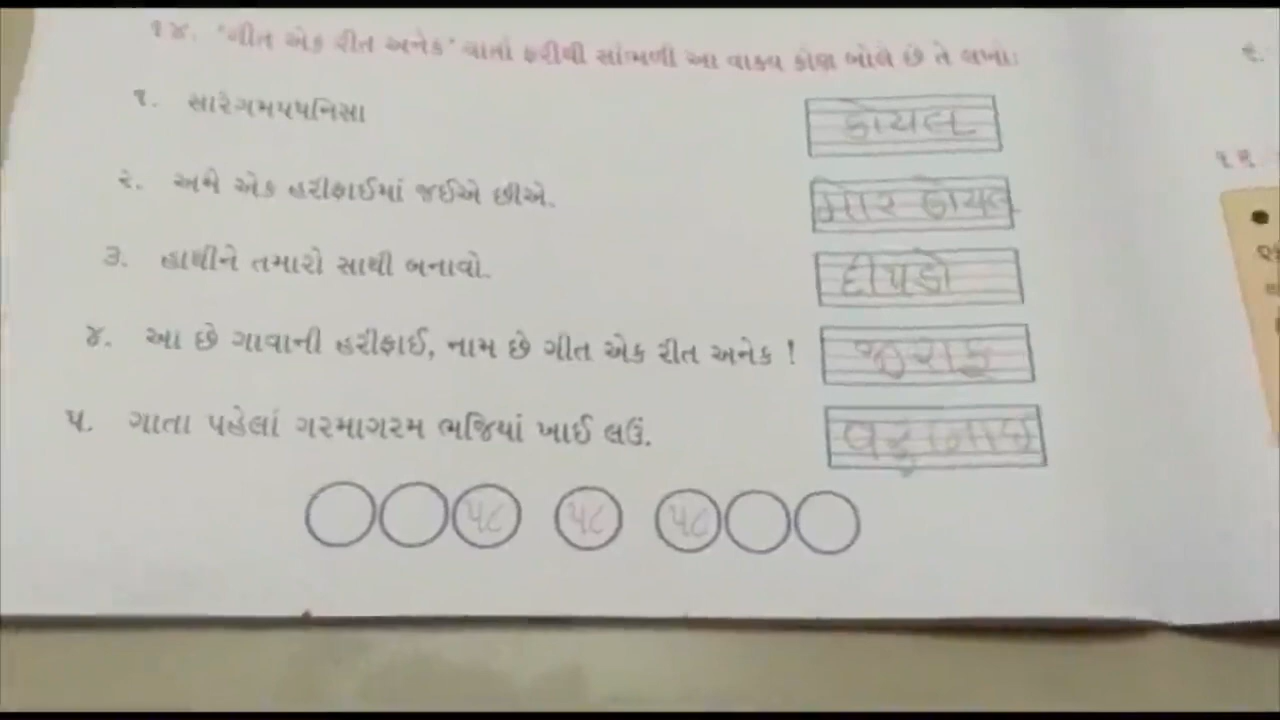 ૧૪. 'ગીત એક રીત અનેક' વાર્તા ફરીથી સાંભળી આ વાક્ય કોણ બોલે છે તે લખો:
૧. સારેગમપધનિસા કોયલ
૨. અમે એક હરીફાઈમાં જઈએ છીએ. મોર કોયલ
૩. હાથીને તમારો સાથી બનાવો. દીપડો
૪. આ છે ગાવાની હરીફાઈ, નામ છે ગીત એક રીત અનેક ! જીરાફ
૫. ગાતા પહેલાં ગરમાગરમ ભજિયાં ખાઈ લઉં.
૫૮ ૫૮ ૫૮